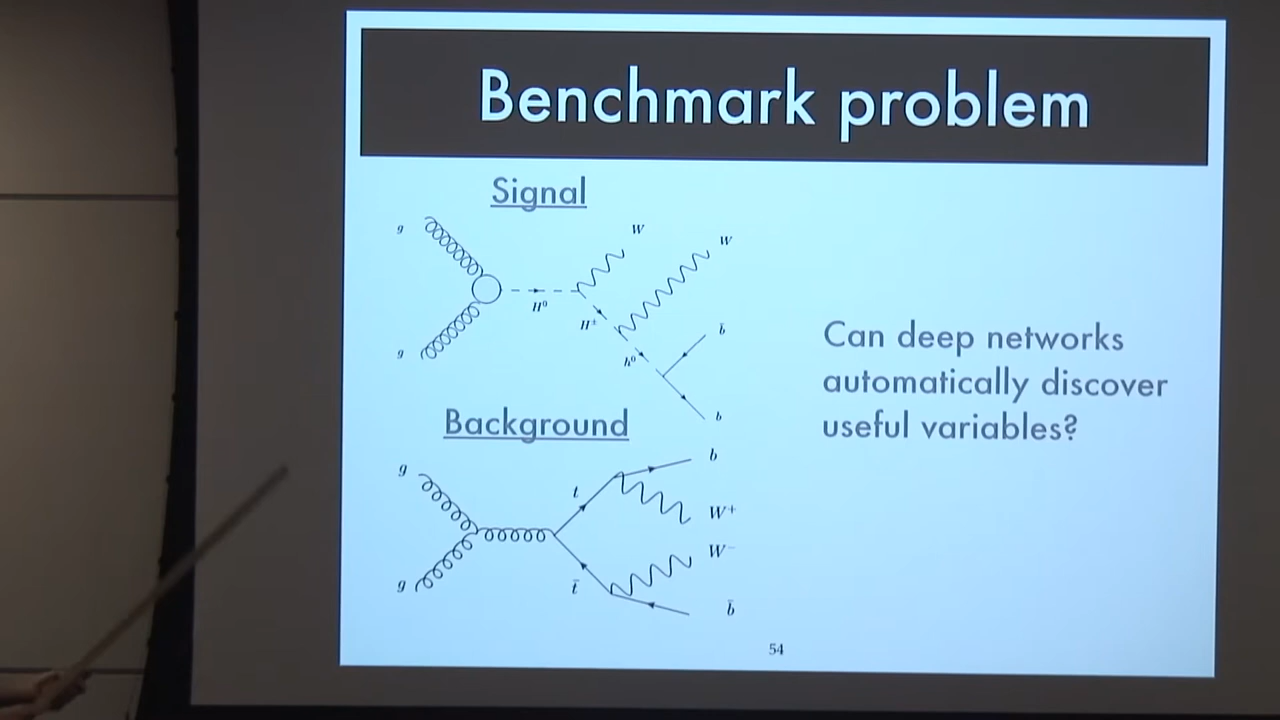 Benchmark problem
Signal
g
W
W
H⁰
H±
g
h⁰
b̄
b
Can deep networks
automatically discover
useful variables?
Background
g
t
b
W⁺
W⁻
g
t̄
b̄
54